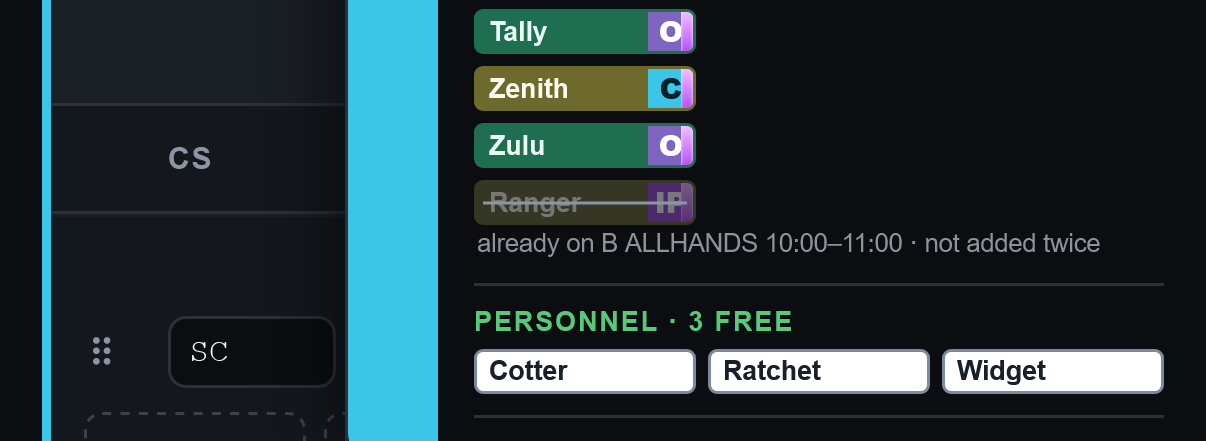 Tally O
Zenith C
Zulu O
CS
Ranger IP
already on B ALLHANDS 10:00–11:00 · not added twice
PERSONNEL · 3 FREE
SC
Cotter Ratchet Widget